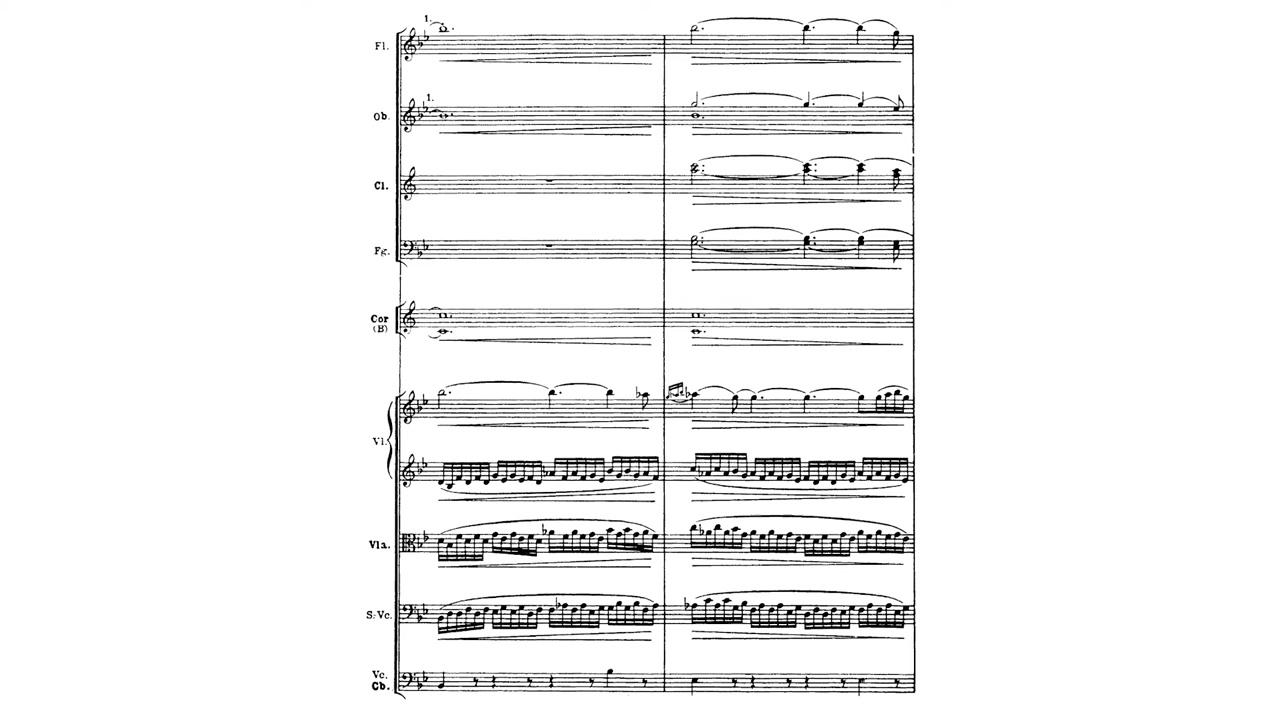 1.
Fl.
1.
Ob.
Cl.
Fg.
Cor
(B)
Vl.
Vla.
S.-Vc.
Vc.
Cb.